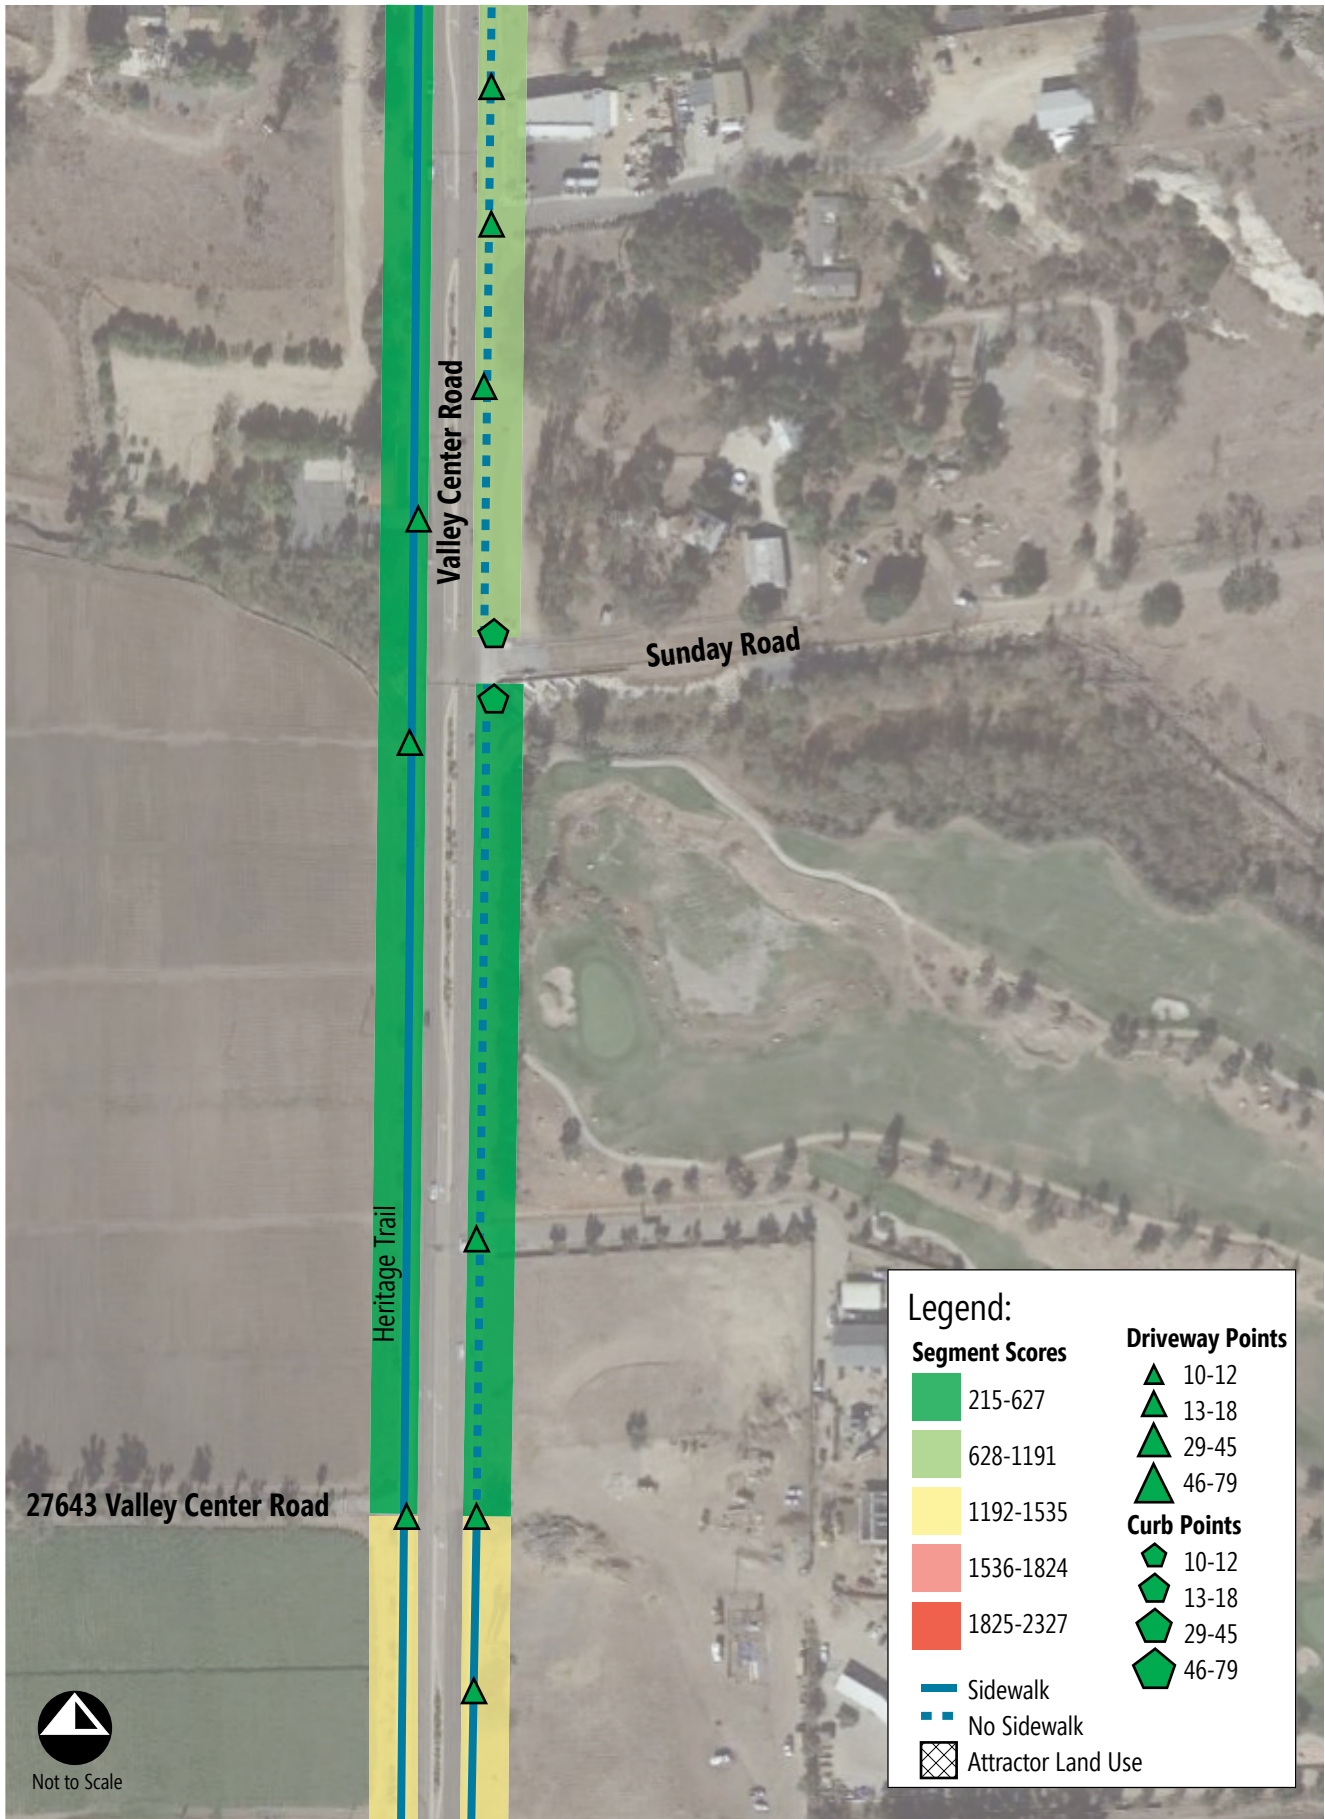 Valley Center Road
Sunday Road
Heritage Trail
27643 Valley Center Road
Not to Scale
Legend:
Segment Scores
215-627
628-1191
1192-1535
1536-1824
1825-2327
Sidewalk
No Sidewalk
Attractor Land Use
Driveway Points
10-12
13-18
29-45
46-79
Curb Points
10-12
13-18
29-45
46-79